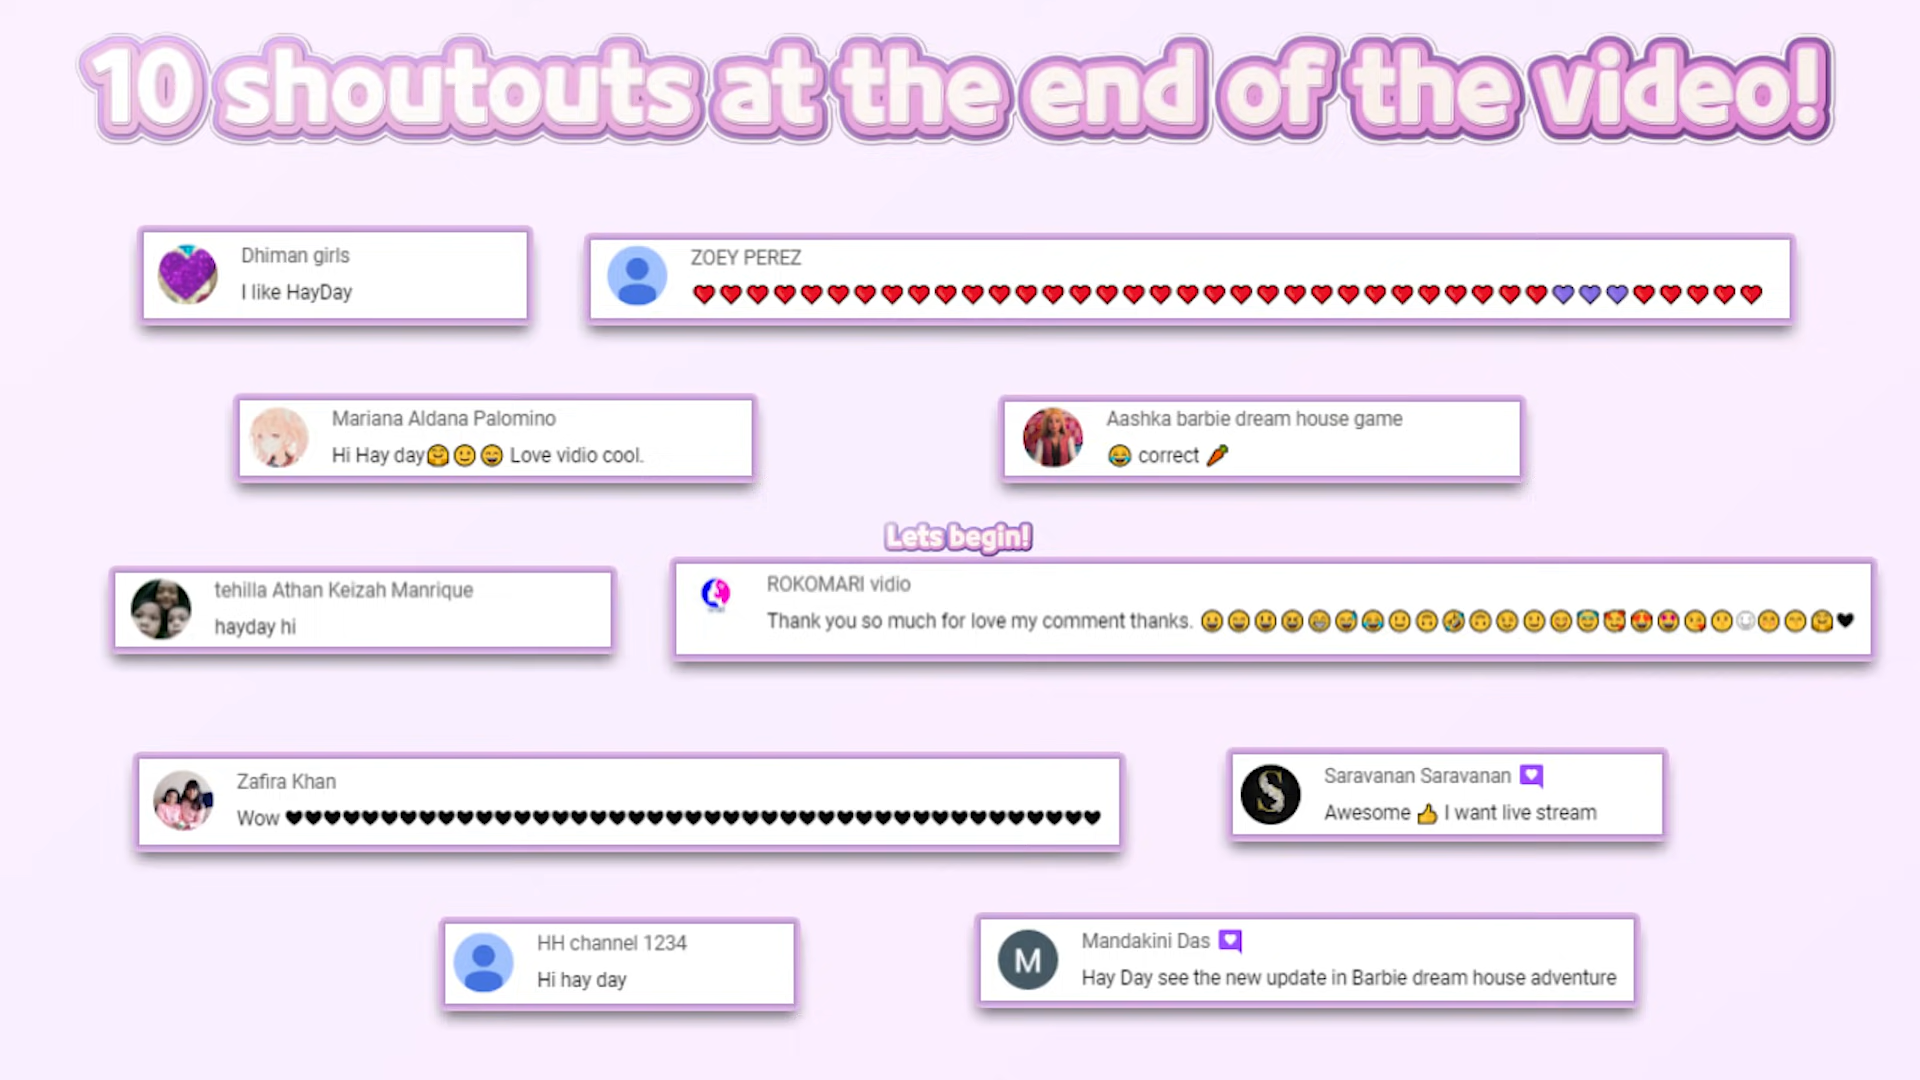 10 shoutouts at the end of the video!
Dhiman girls
I like HayDay
ZOEY PEREZ
❤️❤️❤️❤️❤️❤️❤️❤️❤️❤️❤️❤️❤️❤️❤️❤️❤️❤️❤️❤️❤️❤️❤️❤️❤️❤️❤️❤️❤️❤️❤️❤️💜💜💜❤️❤️❤️❤️❤️
Mariana Aldana Palomino
Hi Hay day🤗🙂😄 Love vidio cool.
Aashka barbie dream house game
😂 correct 🥕
Lets begin!
tehilla Athan Keizah Manrique
hayday hi
ROKOMARI vidio
Thank you so much for love my comment thanks. 😀😄😃😆😁😅😂🙂🙃🤣🙃😉🙂😊😇🥰😍🤩😘😗☺😚😙🤗🖤
Zafira Khan
Wow ♥♥♥♥♥♥♥♥♥♥♥♥♥♥♥♥♥♥♥♥♥♥♥♥♥♥♥♥♥♥♥♥♥♥♥♥♥♥♥♥♥♥♥
Saravanan Saravanan
Awesome 👍 I want live stream
HH channel 1234
Hi hay day
M
Mandakini Das
Hay Day see the new update in Barbie dream house adventure